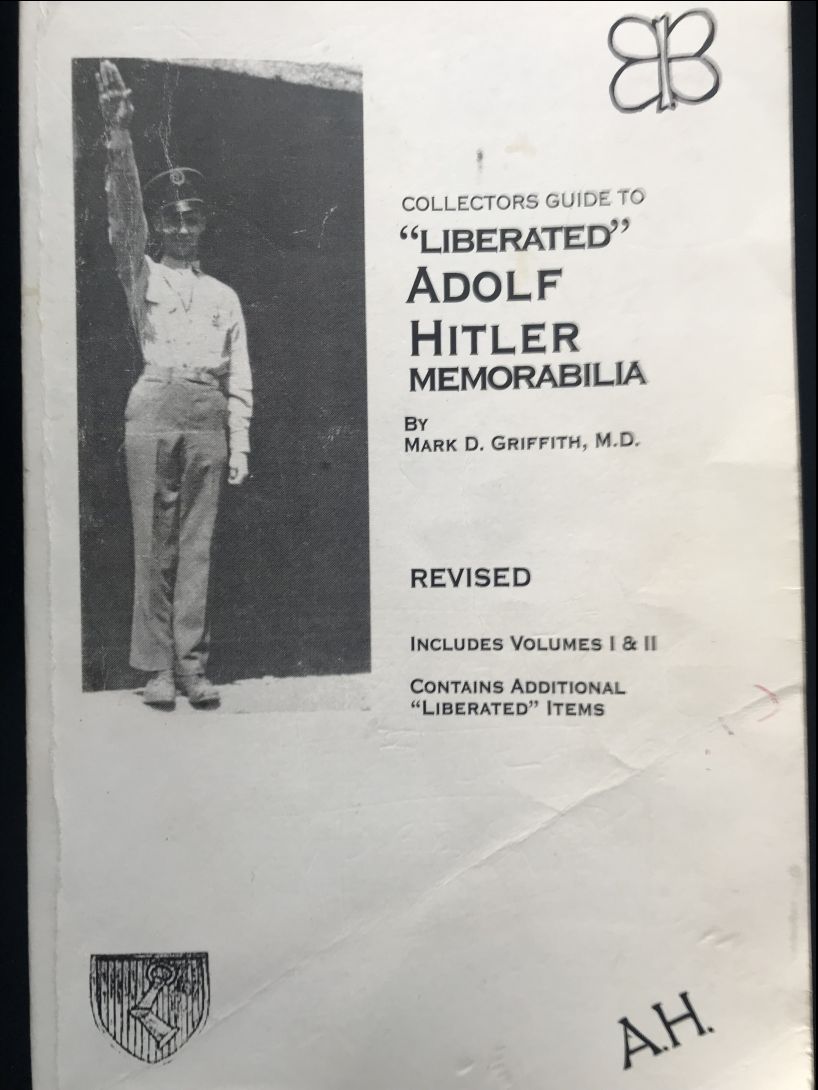 COLLECTORS GUIDE TO
“LIBERATED”
ADOLF
HITLER
MEMORABILIA
BY
MARK D. GRIFFITH, M.D.
REVISED
INCLUDES VOLUMES I & II
CONTAINS ADDITIONAL
“LIBERATED” ITEMS
A.H.